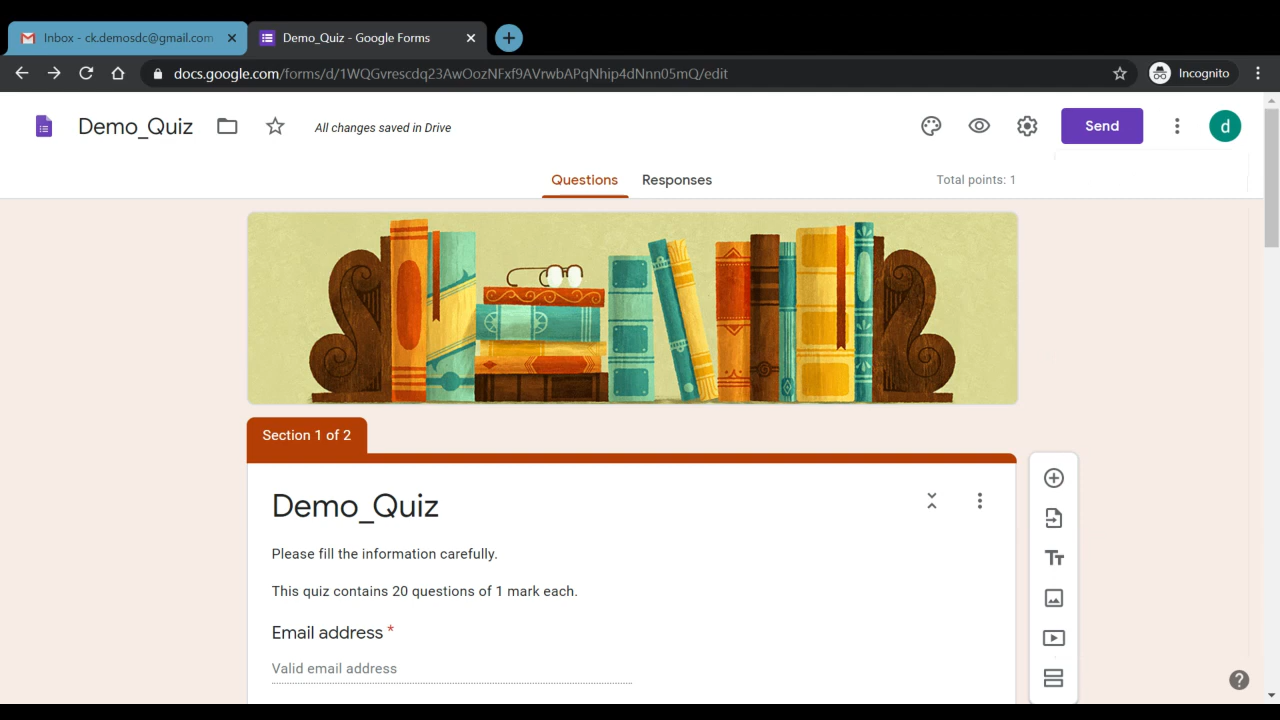 Inbox - ck.demosdc@gmail.com
Demo_Quiz - Google Forms
docs.google.com/forms/d/1WQGvrescdq23AwOozNFxf9AVrwbAPqNhip4dNnn05mQ/edit
Incognito
Demo_Quiz
All changes saved in Drive
Send
d
Questions
Responses
Total points: 1
Section 1 of 2
Demo_Quiz
Please fill the information carefully.
This quiz contains 20 questions of 1 mark each.
Email address *
Valid email address